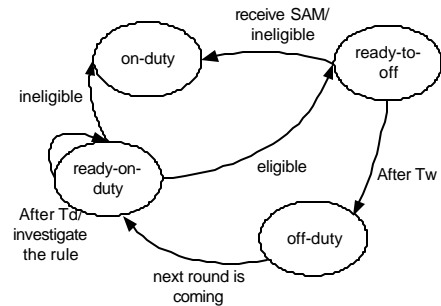 receive SAM/
ineligible
on-duty
ready-to-
off
ineligible
ready-on-
duty
eligible
After Tw
After Td/
investigate
the rule
off-duty
next round is
coming